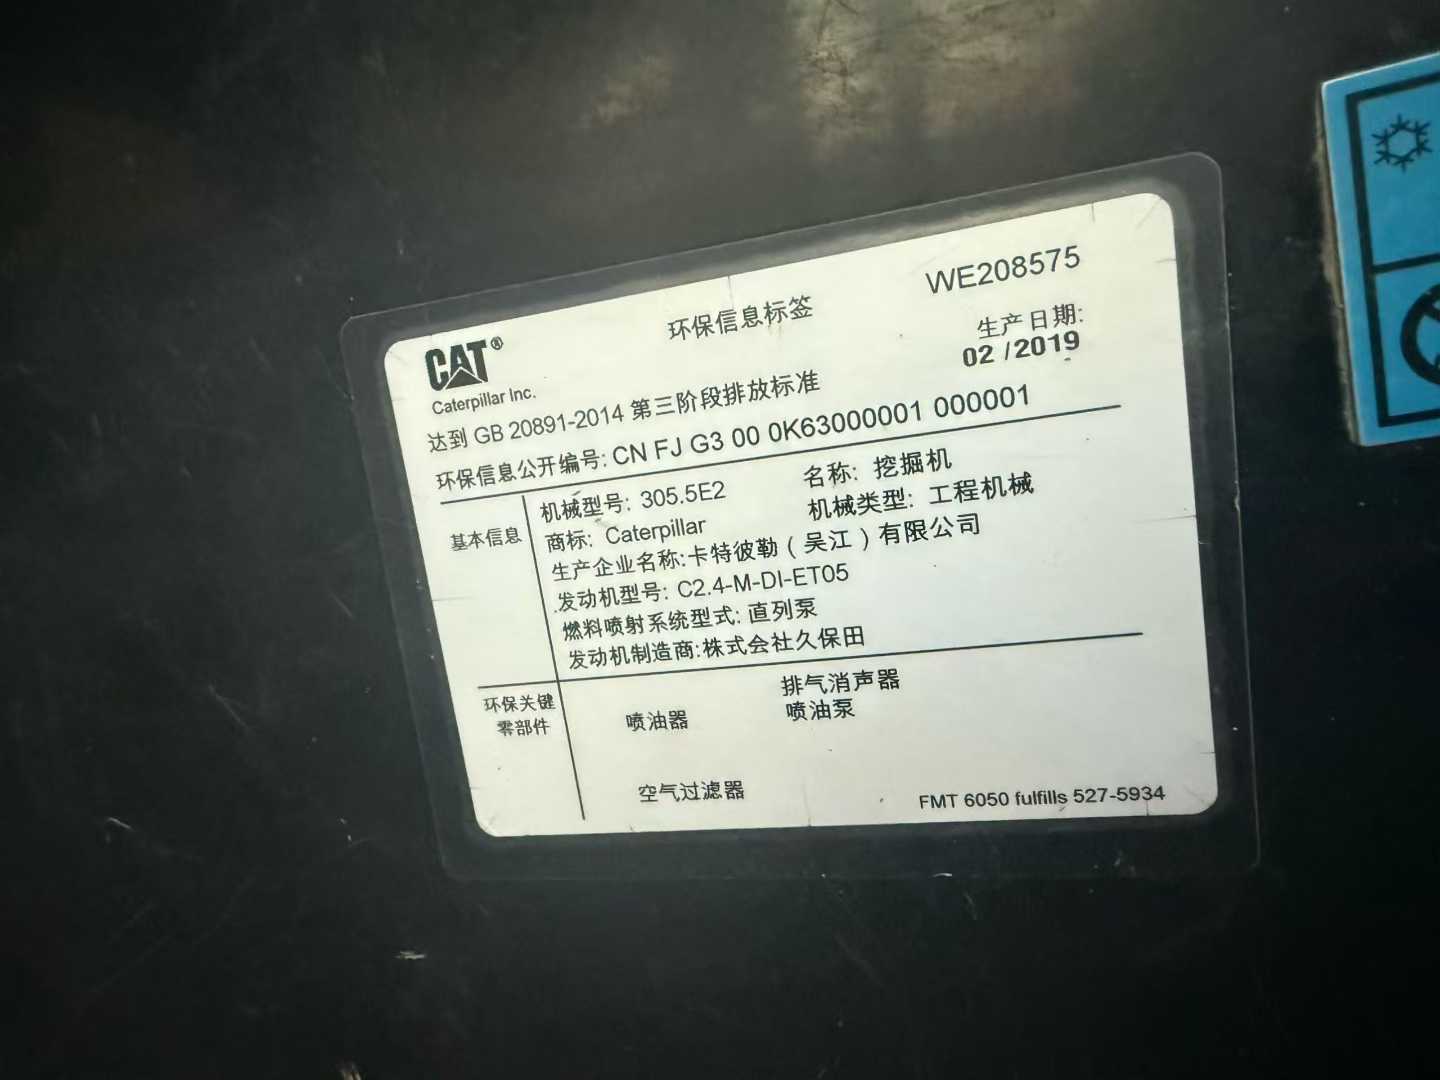 WE208575
环保信息标签
生产日期:
02 /2019
CAT®
Caterpillar Inc.
达到 GB 20891-2014 第三阶段排放标准
环保信息公开编号: CN FJ G3 00 0K63000001 000001
基本信息
机械型号: 305.5E2 名称: 挖掘机
商标: Caterpillar 机械类型: 工程机械
生产企业名称:卡特彼勒（吴江）有限公司
发动机型号: C2.4-M-DI-ET05
燃料喷射系统型式: 直列泵
发动机制造商:株式会社久保田
环保关键
零部件
排气消声器
喷油器 喷油泵
空气过滤器
FMT 6050 fulfills 527-5934